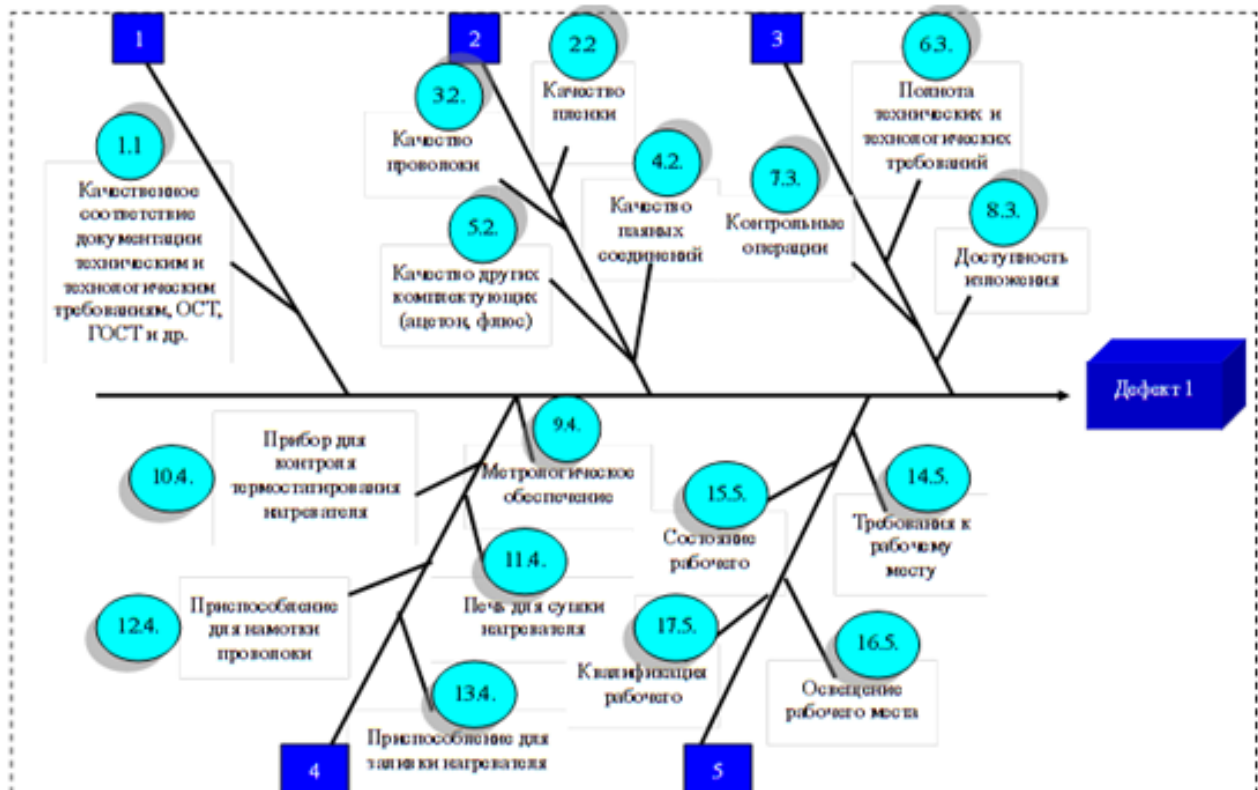 1
2
3
1.1
Качественное
соответствие
документации
техническим и
технологическим
требованиям, ОСТ,
ГОСТ и др.
2.2
Качество
пленки
3.2.
Качество
проволоки
4.2.
Качество
паяных
соединений
5.2.
Качество других
комплектующих
(ацетон, флюс)
6.3.
Полнота
технических и
технологических
требований
7.3.
Контрольные
операции
8.3.
Доступность
изложения
Дефект 1
9.4.
Метрологическое
обеспечение
10.4.
Прибор для
контроля
термостатирования
нагревателя
11.4.
Печь для сушки
нагревателя
12.4.
Приспособление
для намотки
проволоки
13.4.
Приспособление для
заливки нагревателя
14.5.
Требования к
рабочему
месту
15.5.
Состояние
рабочего
16.5.
Освещение
рабочего места
17.5.
Квалификация
рабочего
4
5